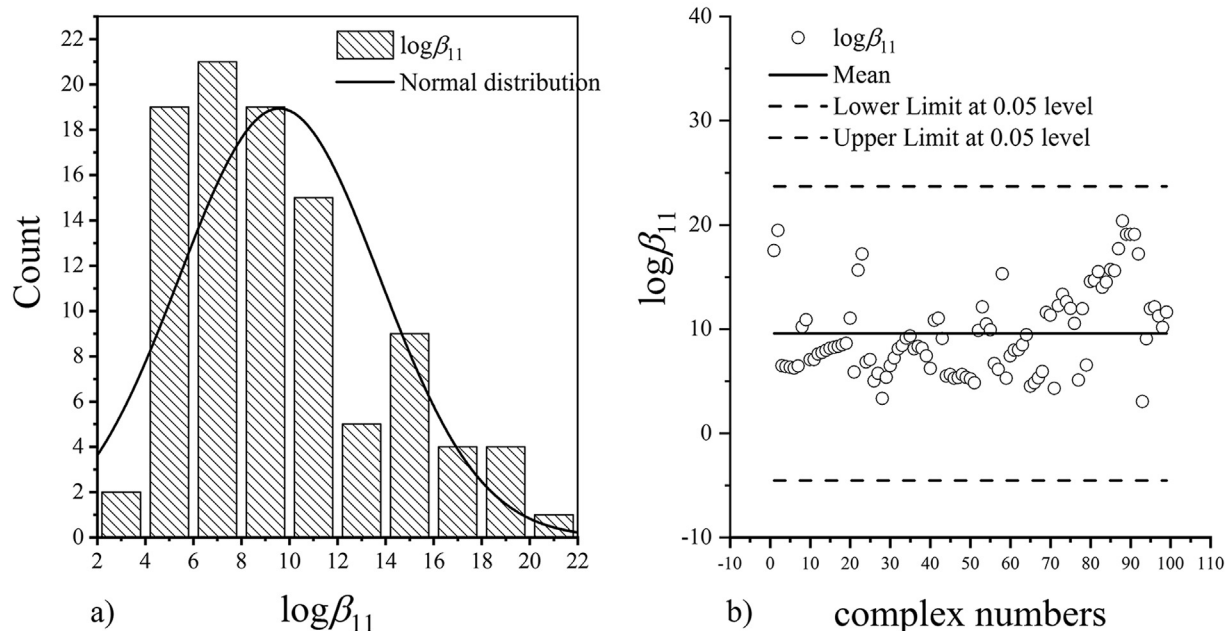 22
20
18
16
14
12
10
8
6
4
2
0
Count
logβ₁₁
Normal distribution
2 4 6 8 10 12 14 16 18 20 22
a) logβ₁₁
40
30
20
10
0
-10
logβ₁₁
logβ₁₁
Mean
Lower Limit at 0.05 level
Upper Limit at 0.05 level
-10 0 10 20 30 40 50 60 70 80 90 100 110
b) complex numbers